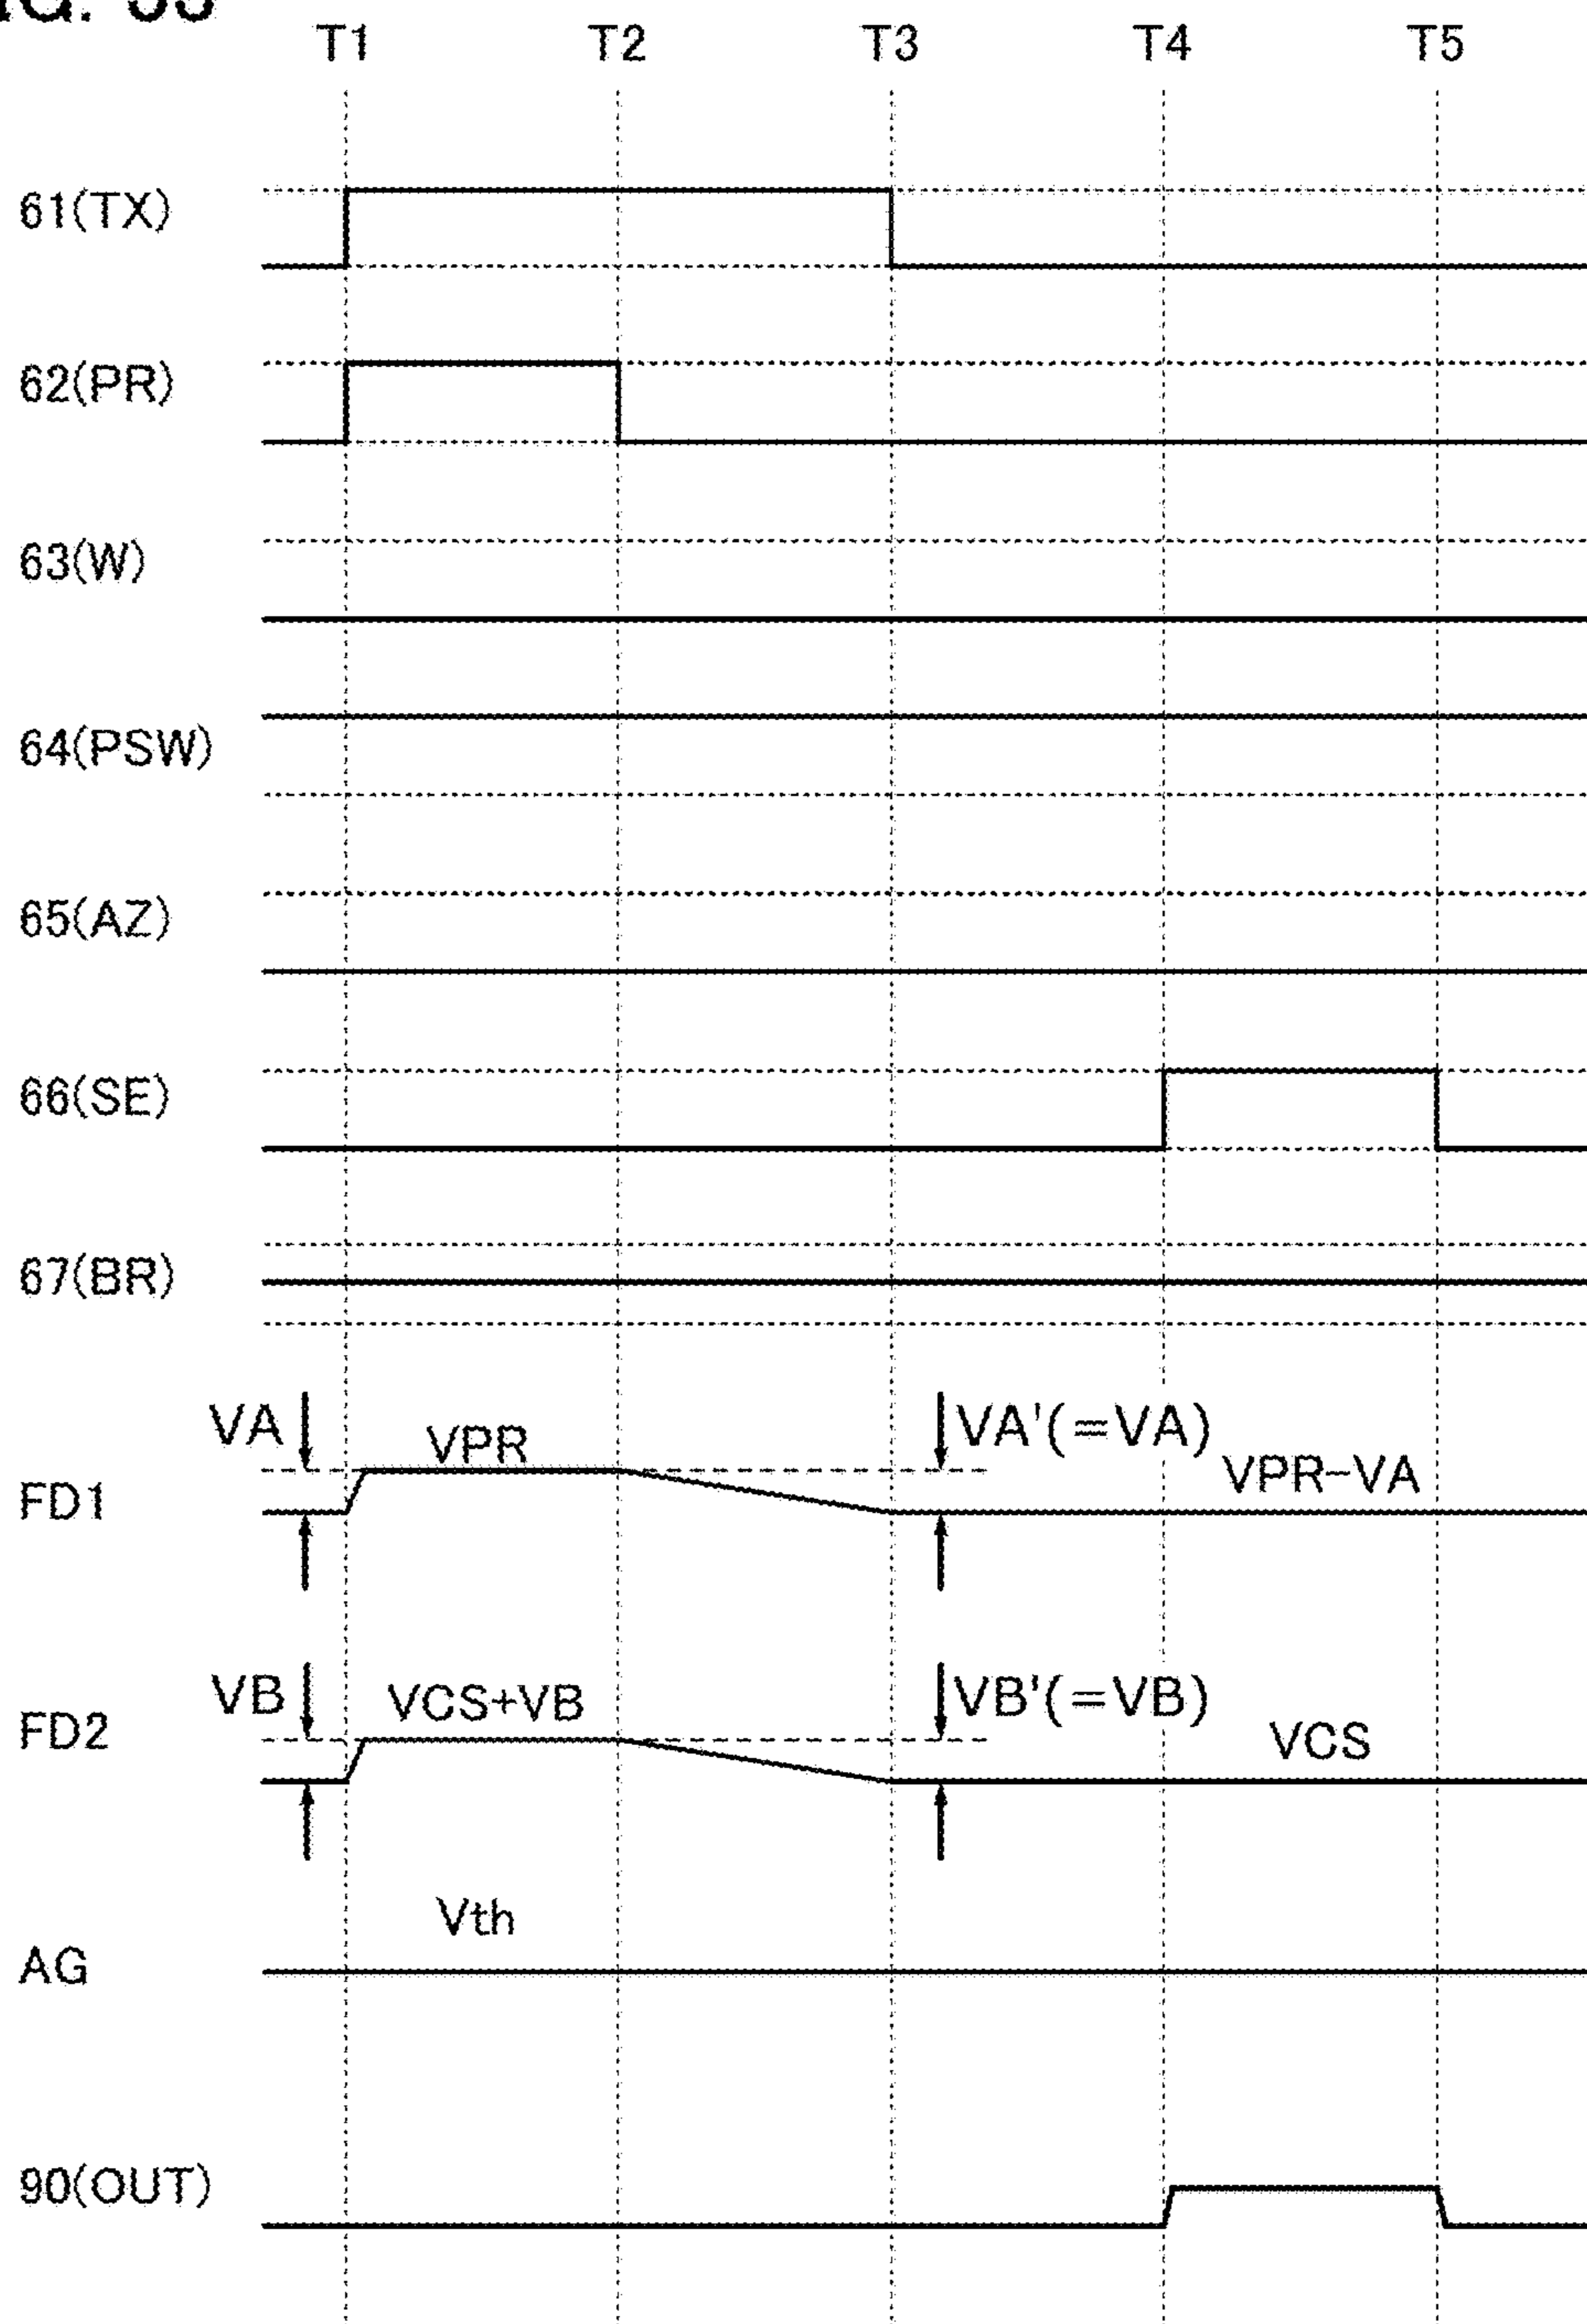 T1 T2 T3 T4 T5
61(TX)
62(PR)
63(W)
64(PSW)
65(AZ)
66(SE)
67(BR)
VA VPR VA'(=VA)
FD1 VPR-VA
VB VCS+VB VB'(=VB)
FD2 VCS
Vth
AG
90(OUT)